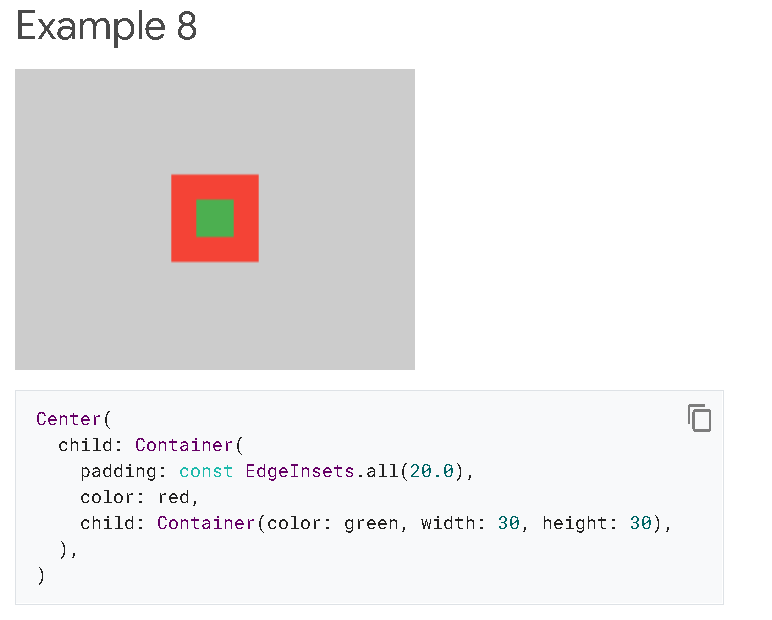 Example 8
Center(
child: Container(
padding: const EdgeInsets.all(20.0),
color: red,
child: Container(color: green, width: 30, height: 30),
),
)